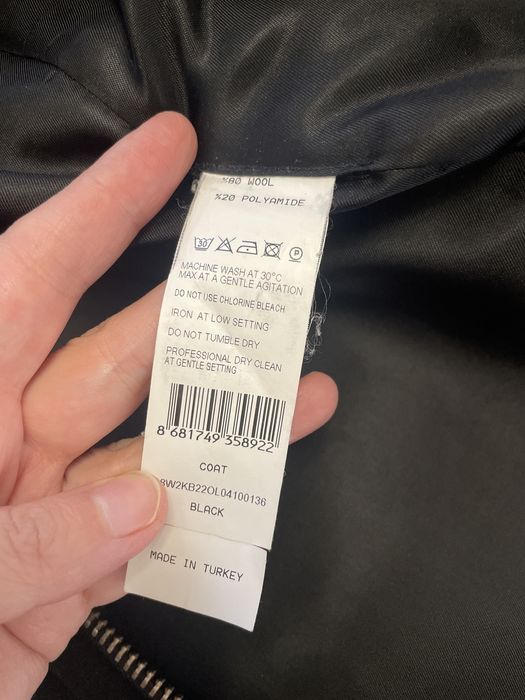 %80 WOOL
%20 POLYAMIDE
30 P
MACHINE WASH AT 30°C
MAX AT A GENTLE AGITATION
DO NOT USE CHLORINE BLEACH
IRON AT LOW SETTING
DO NOT TUMBLE DRY
PROFESSIONAL DRY CLEAN
AT GENTLE SETTING
8 681749 358922
COAT
8W2KB22OL04100136
BLACK
MADE IN TURKEY